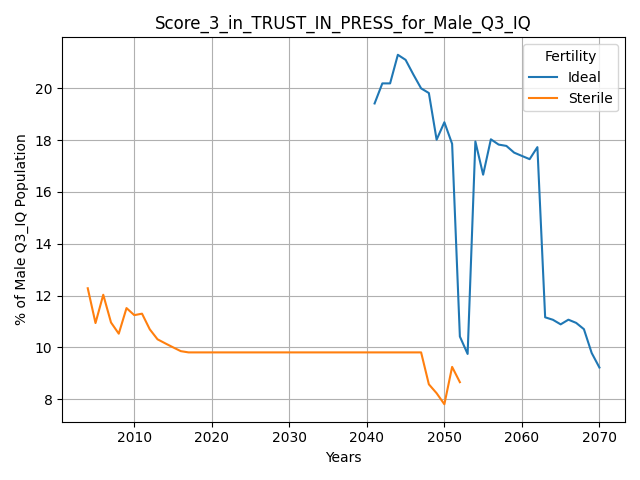 Score_3_in_TRUST_IN_PRESS_for_Male_Q3_IQ
Fertility
Ideal
Sterile
% of Male Q3_IQ Population
20
18
16
14
12
10
8
2010 2020 2030 2040 2050 2060 2070
Years